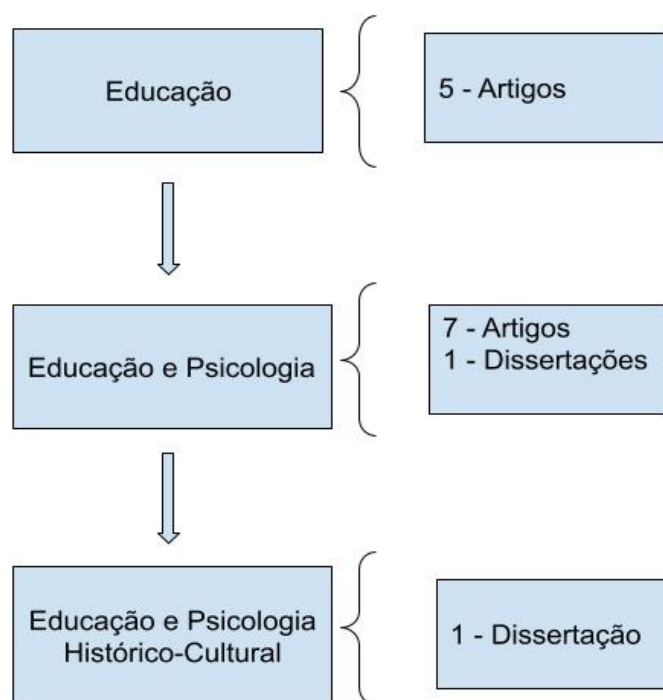 Educação
5 - Artigos
Educação e Psicologia
7 - Artigos
1 - Dissertações
Educação e Psicologia
Histórico-Cultural
1 - Dissertação